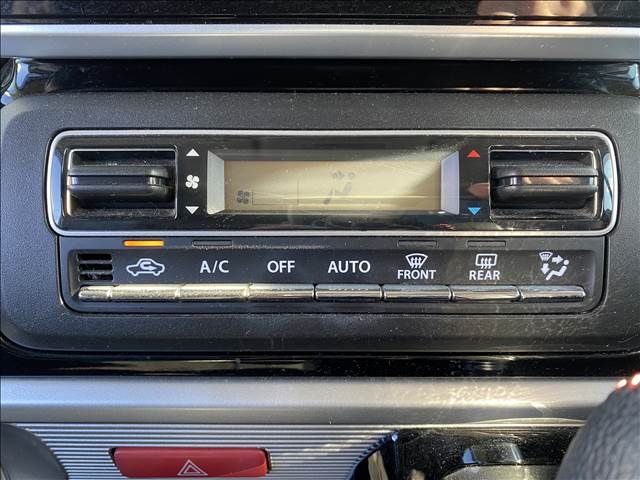 A/C OFF AUTO FRONT REAR